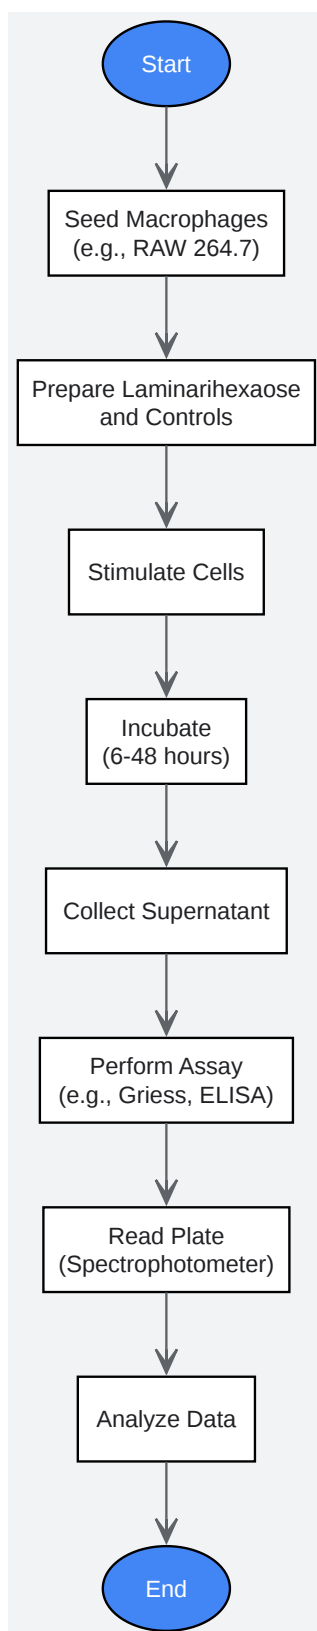 Start
Seed Macrophages
(e.g., RAW 264.7)
Prepare Laminarihexaose
and Controls
Stimulate Cells
Incubate
(6-48 hours)
Collect Supernatant
Perform Assay
(e.g., Griess, ELISA)
Read Plate
(Spectrophotometer)
Analyze Data
End